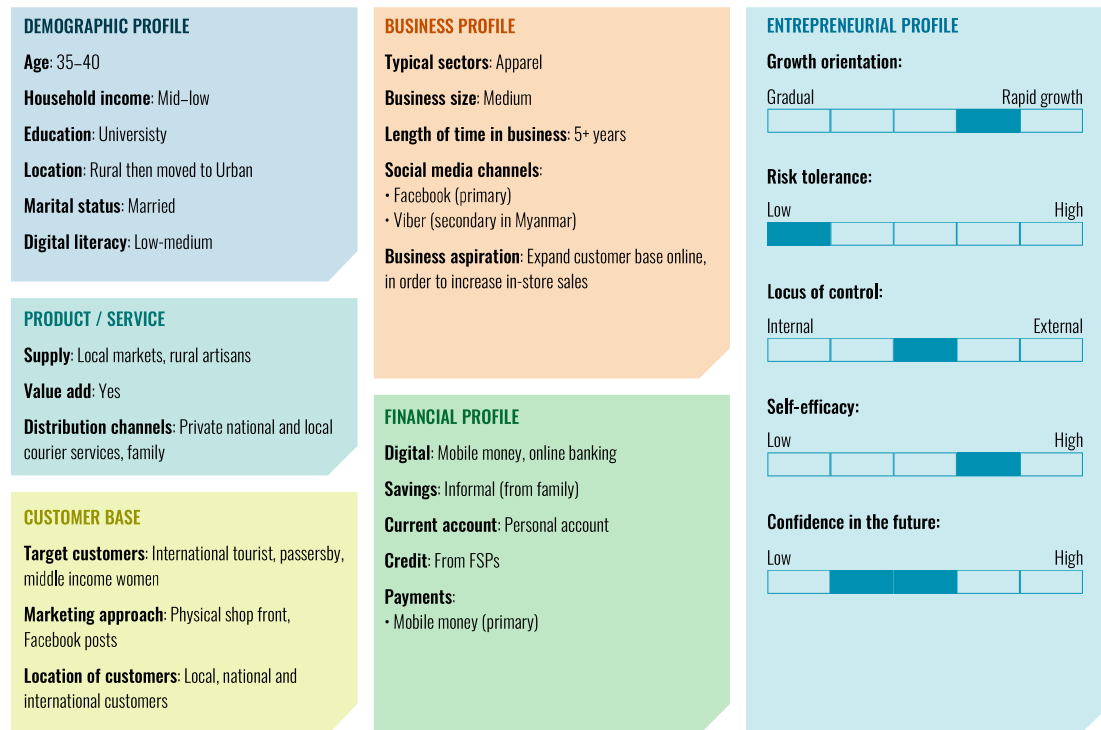 DEMOGRAPHIC PROFILE
Age: 35–40
Household income: Mid–low
Education: Universisty
Location: Rural then moved to Urban
Marital status: Married
Digital literacy: Low-medium
PRODUCT / SERVICE
Supply: Local markets, rural artisans
Value add: Yes
Distribution channels: Private national and local
courier services, family
CUSTOMER BASE
Target customers: International tourist, passersby,
middle income women
Marketing approach: Physical shop front,
Facebook posts
Location of customers: Local, national and
international customers
BUSINESS PROFILE
Typical sectors: Apparel
Business size: Medium
Length of time in business: 5+ years
Social media channels:
• Facebook (primary)
• Viber (secondary in Myanmar)
Business aspiration: Expand customer base online,
in order to increase in-store sales
FINANCIAL PROFILE
Digital: Mobile money, online banking
Savings: Informal (from family)
Current account: Personal account
Credit: From FSPs
Payments:
• Mobile money (primary)
ENTREPRENEURIAL PROFILE
Growth orientation:
Gradual Rapid growth
Risk tolerance:
Low High
Locus of control:
Internal External
Self-efficacy:
Low High
Confidence in the future:
Low High